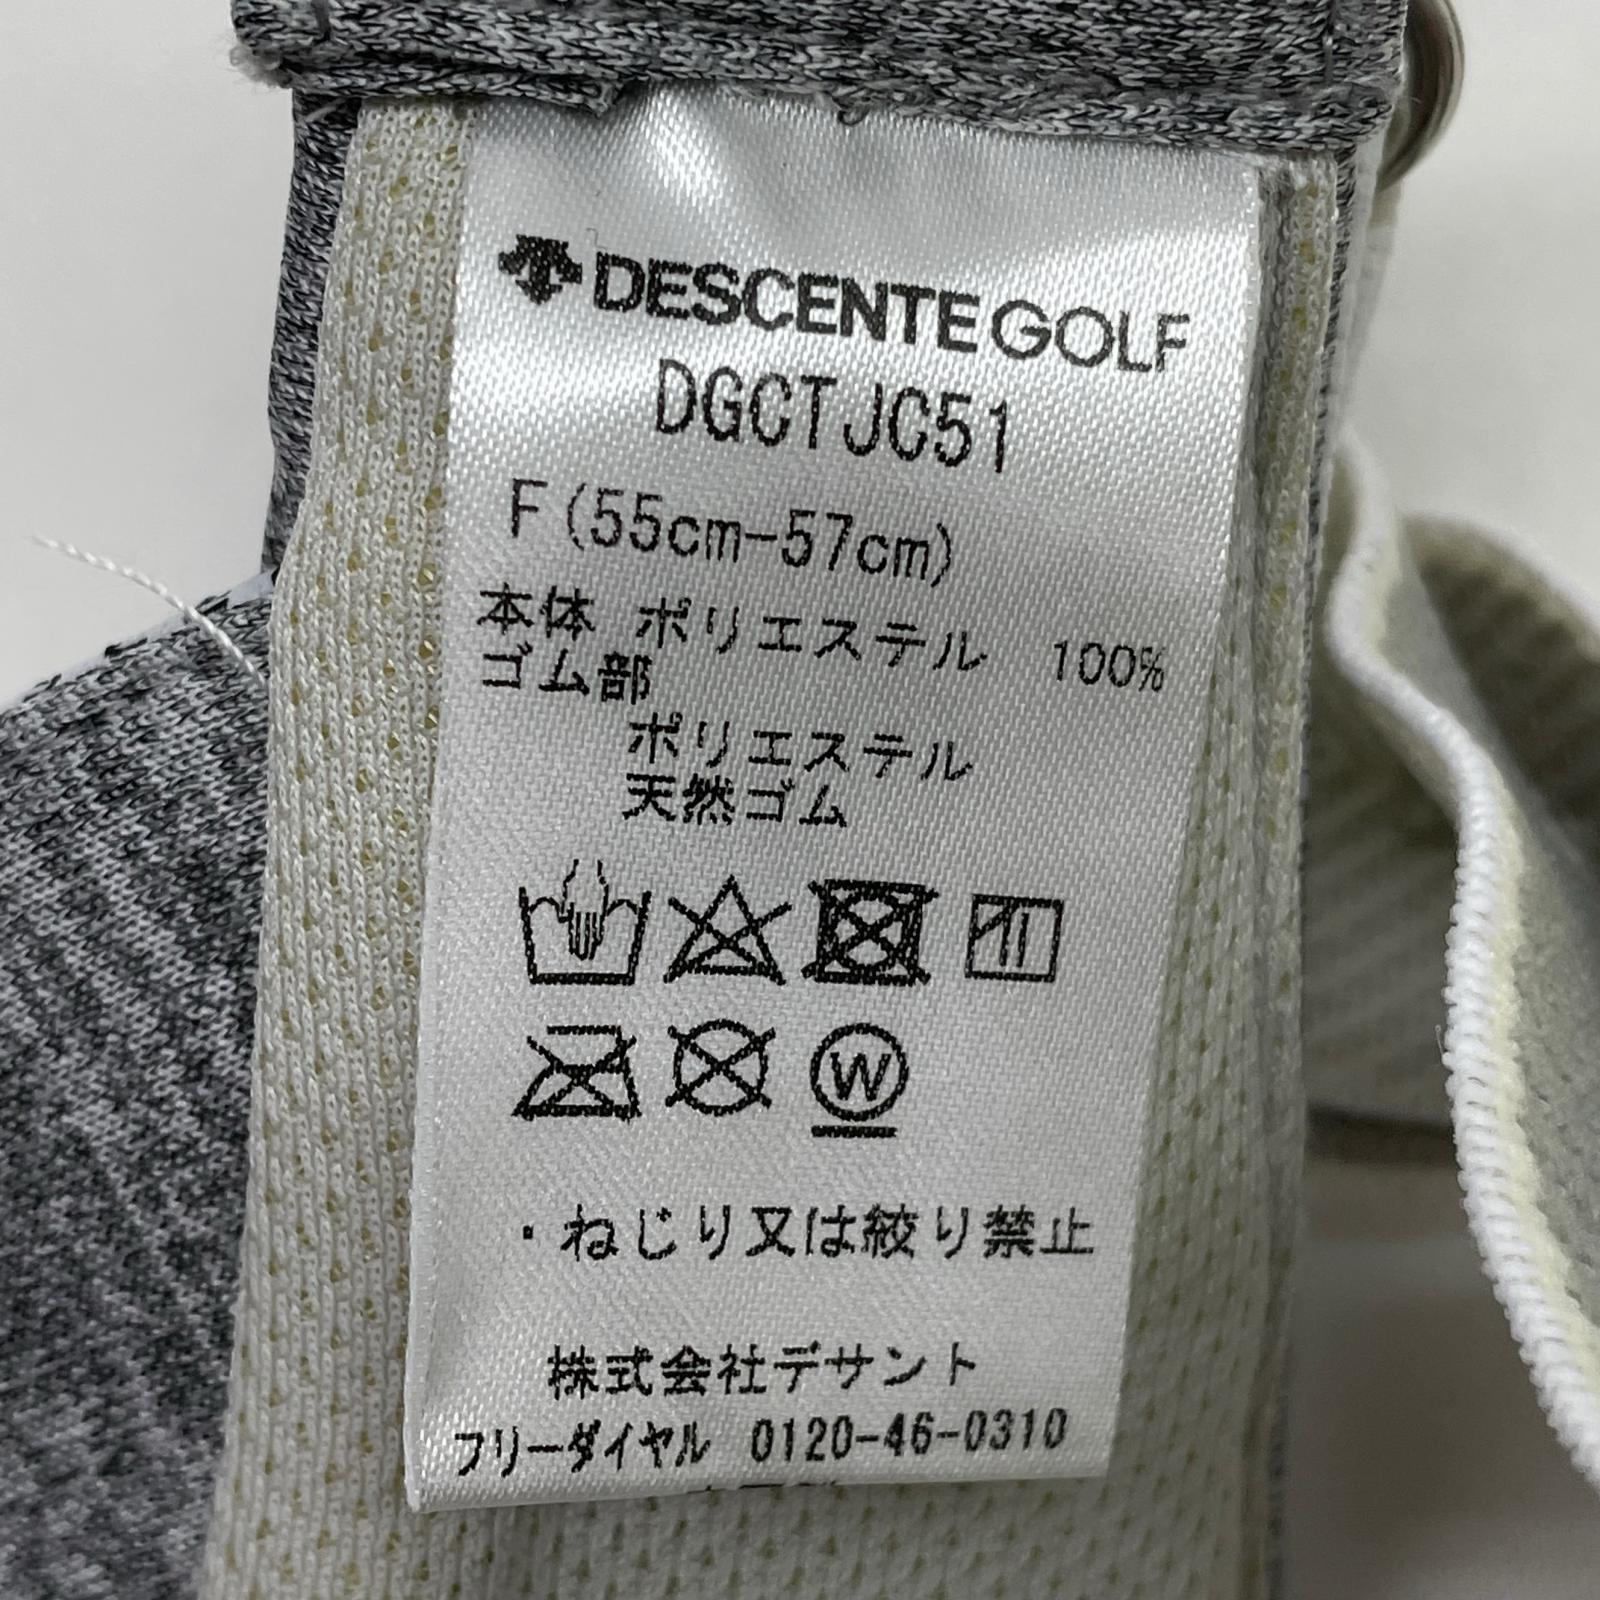 DESCENTE GOLF
DGCTJC51
F(55cm-57cm)
本体 ポリエステル 100%
ゴム部
ポリエステル
天然ゴム
W
・ねじり又は絞り禁止
株式会社デサント
フリーダイヤル 0120-46-0310